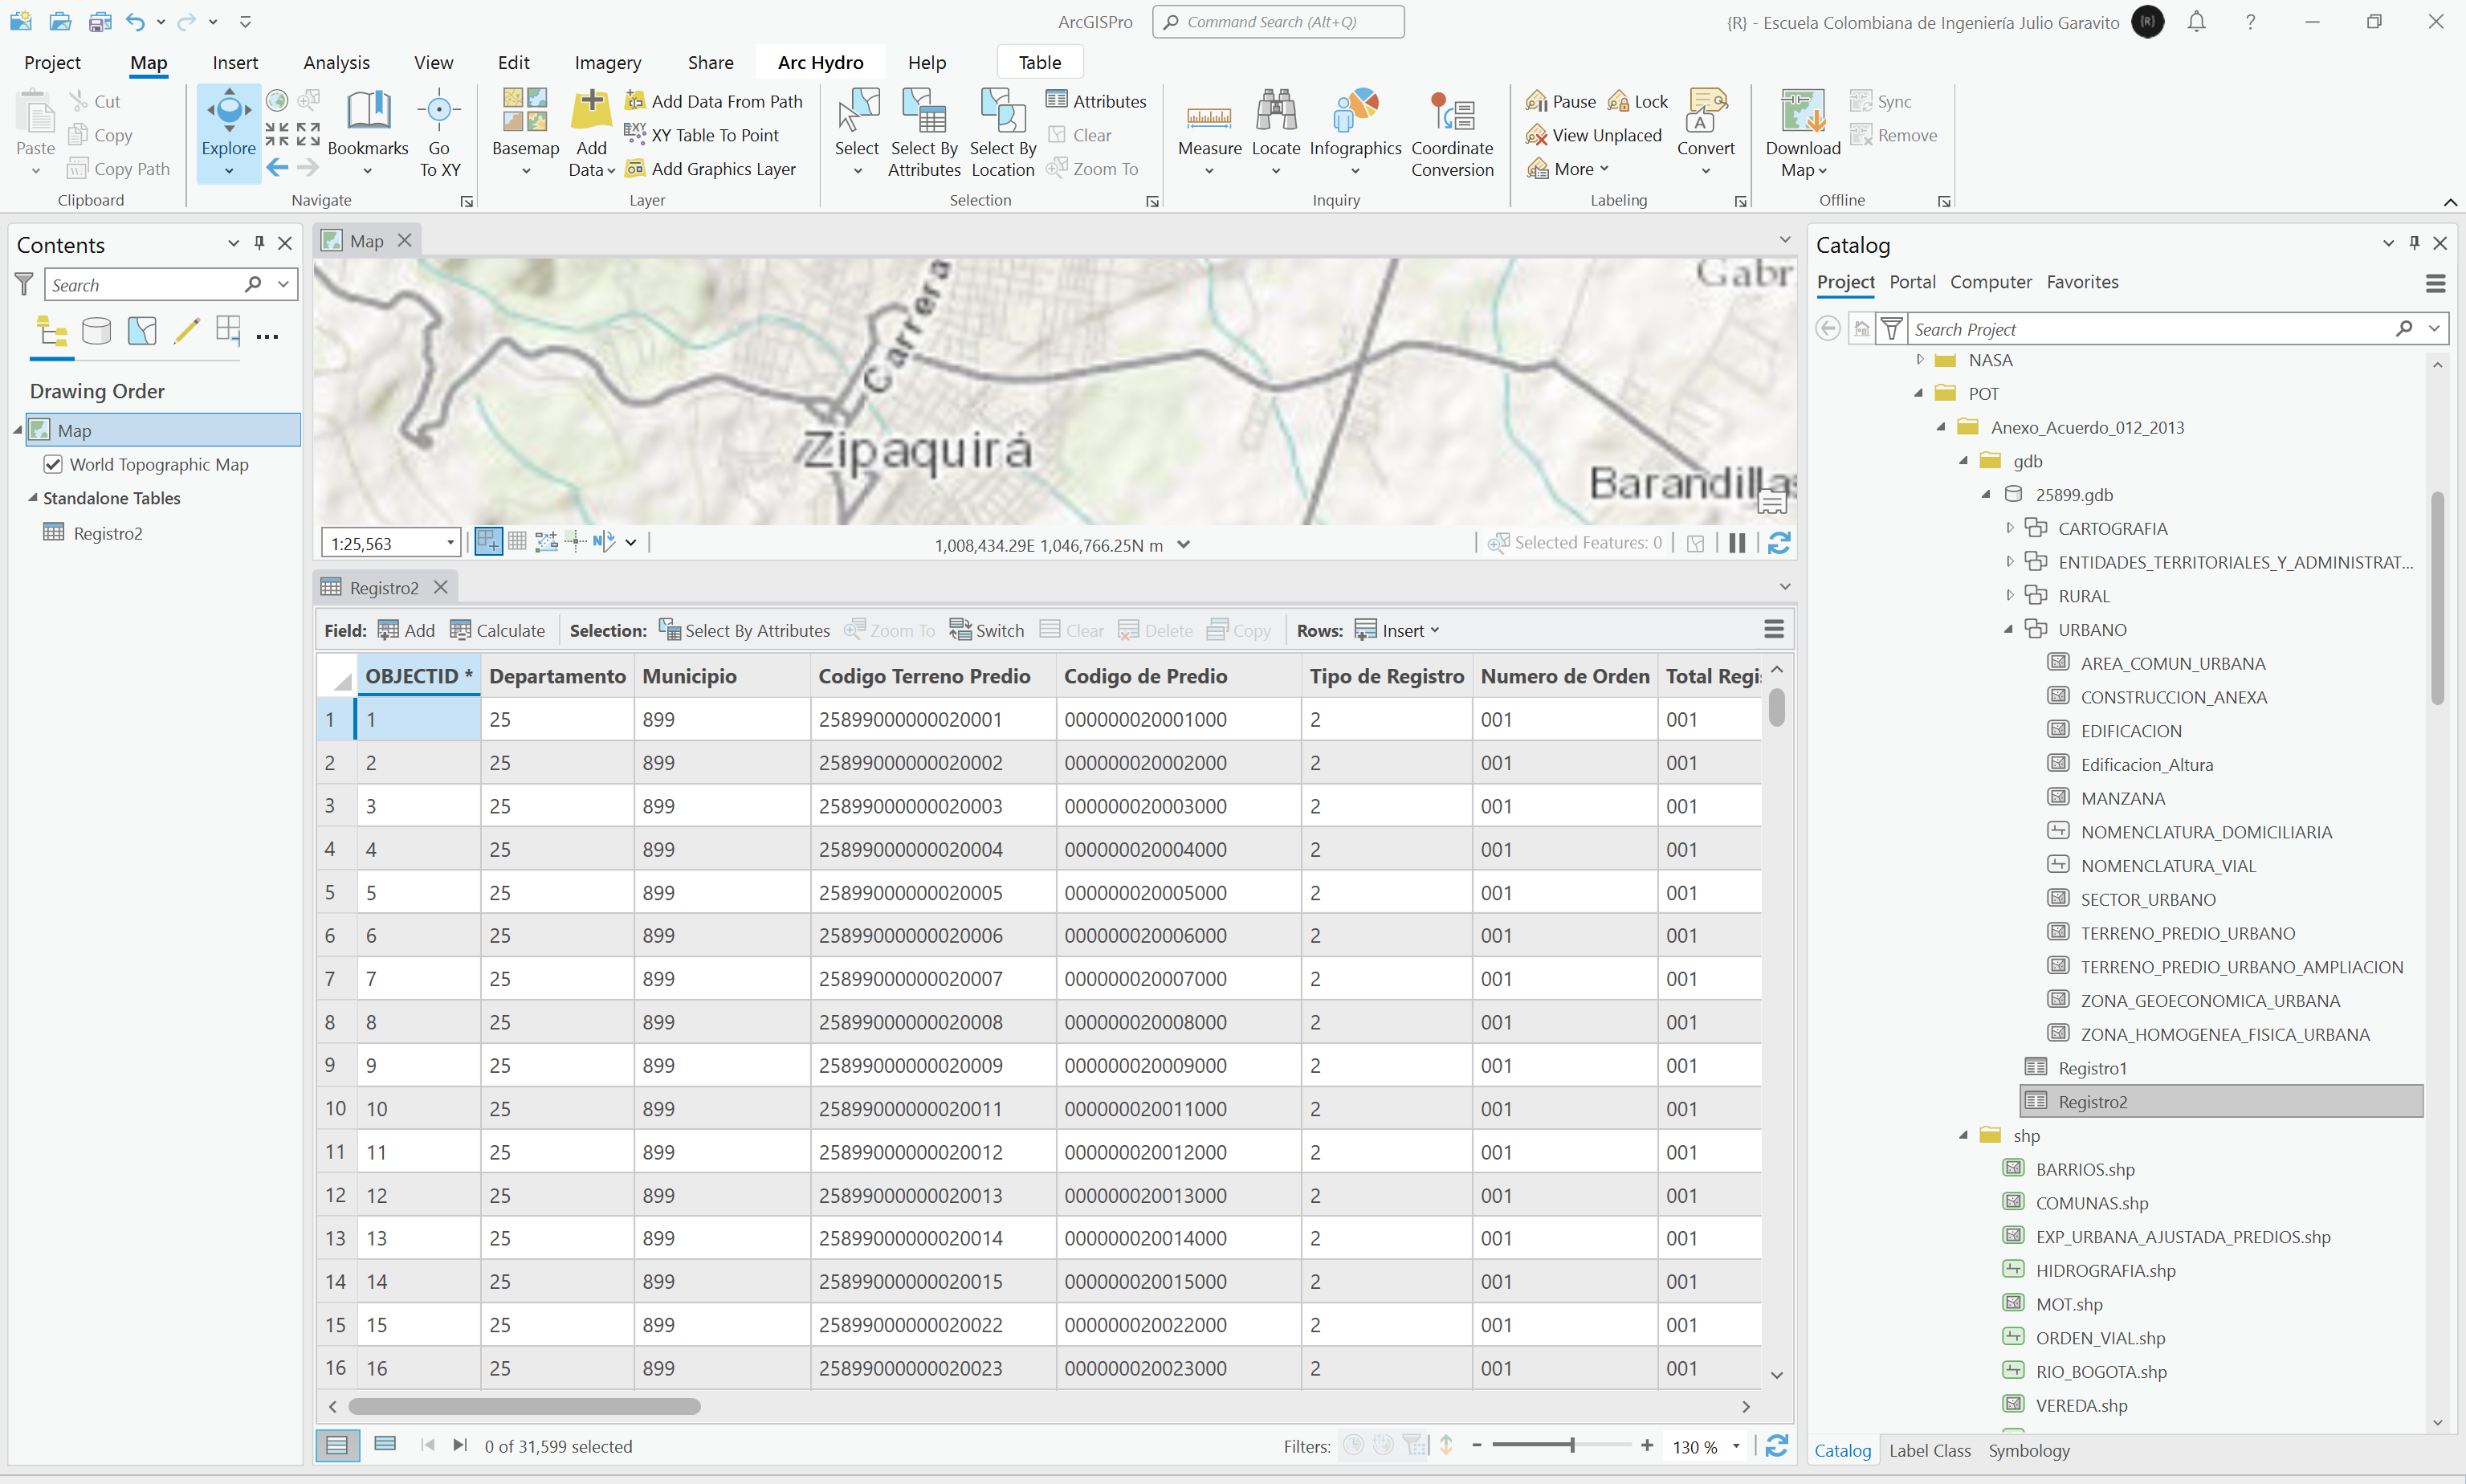 ArcGISPro
Command Search (Alt+Q)
{R} - Escuela Colombiana de Ingeniería Julio Garavito
{R}
?
Project Map Insert Analysis View Edit Imagery Share Arc Hydro Help Table
Paste
Cut
Copy
Copy Path
Clipboard
Explore
Bookmarks
Go To XY
Navigate
Basemap
Add Data
Add Data From Path
XY Table To Point
Add Graphics Layer
Layer
Select
Select By Attributes
Select By Location
Attributes
Clear
Zoom To
Selection
Measure
Locate
Infographics
Coordinate Conversion
Inquiry
Pause
Lock
View Unplaced
More
Convert
Labeling
Download Map
Sync
Remove
Offline
Contents
Search
Drawing Order
Map
World Topographic Map
Standalone Tables
Registro2
Map
Carrera
Gabr
Zipaquirá
Barandillas
1:25,563
1,008,434.29E 1,046,766.25N m
Selected Features: 0
Registro2
Field: Add Calculate Selection: Select By Attributes Zoom To Switch Clear Delete Copy Rows: Insert
OBJECTID * Departamento Municipio Codigo Terreno Predio Codigo de Predio Tipo de Registro Numero de Orden Total Regi
1 1 25 899 25899000000020001 000000020001000 2 001 001
2 2 25 899 25899000000020002 000000020002000 2 001 001
3 3 25 899 25899000000020003 000000020003000 2 001 001
4 4 25 899 25899000000020004 000000020004000 2 001 001
5 5 25 899 25899000000020005 000000020005000 2 001 001
6 6 25 899 25899000000020006 000000020006000 2 001 001
7 7 25 899 25899000000020007 000000020007000 2 001 001
8 8 25 899 25899000000020008 000000020008000 2 001 001
9 9 25 899 25899000000020009 000000020009000 2 001 001
10 10 25 899 25899000000020011 000000020011000 2 001 001
11 11 25 899 25899000000020012 000000020012000 2 001 001
12 12 25 899 25899000000020013 000000020013000 2 001 001
13 13 25 899 25899000000020014 000000020014000 2 001 001
14 14 25 899 25899000000020015 000000020015000 2 001 001
15 15 25 899 25899000000020022 000000020022000 2 001 001
16 16 25 899 25899000000020023 000000020023000 2 001 001
0 of 31,599 selected
Filters:
130 %
Catalog
Project Portal Computer Favorites
Search Project
NASA
POT
Anexo_Acuerdo_012_2013
gdb
25899.gdb
CARTOGRAFIA
ENTIDADES_TERRITORIALES_Y_ADMINISTRAT...
RURAL
URBANO
AREA_COMUN_URBANA
CONSTRUCCION_ANEXA
EDIFICACION
Edificacion_Altura
MANZANA
NOMENCLATURA_DOMICILIARIA
NOMENCLATURA_VIAL
SECTOR_URBANO
TERRENO_PREDIO_URBANO
TERRENO_PREDIO_URBANO_AMPLIACION
ZONA_GEOECONOMICA_URBANA
ZONA_HOMOGENEA_FISICA_URBANA
Registro1
Registro2
shp
BARRIOS.shp
COMUNAS.shp
EXP_URBANA_AJUSTADA_PREDIOS.shp
HIDROGRAFIA.shp
MOT.shp
ORDEN_VIAL.shp
RIO_BOGOTA.shp
VEREDA.shp
Catalog Label Class Symbology